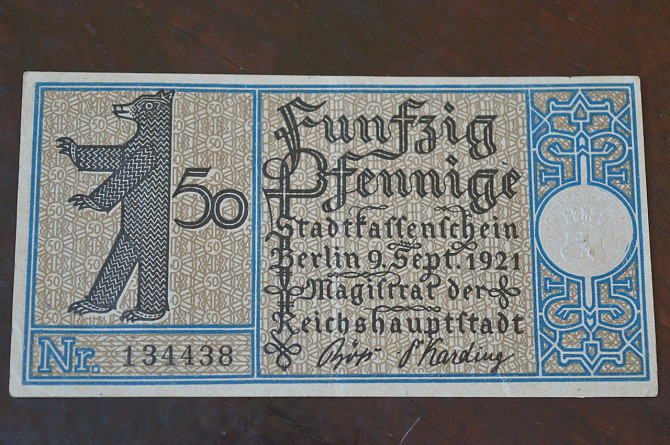 50
Funfzig
Pfennige
Stadtkassenschein
Berlin 9. Sept. 1921
Magistrat der
Reichshauptstadt
Nr. 134438